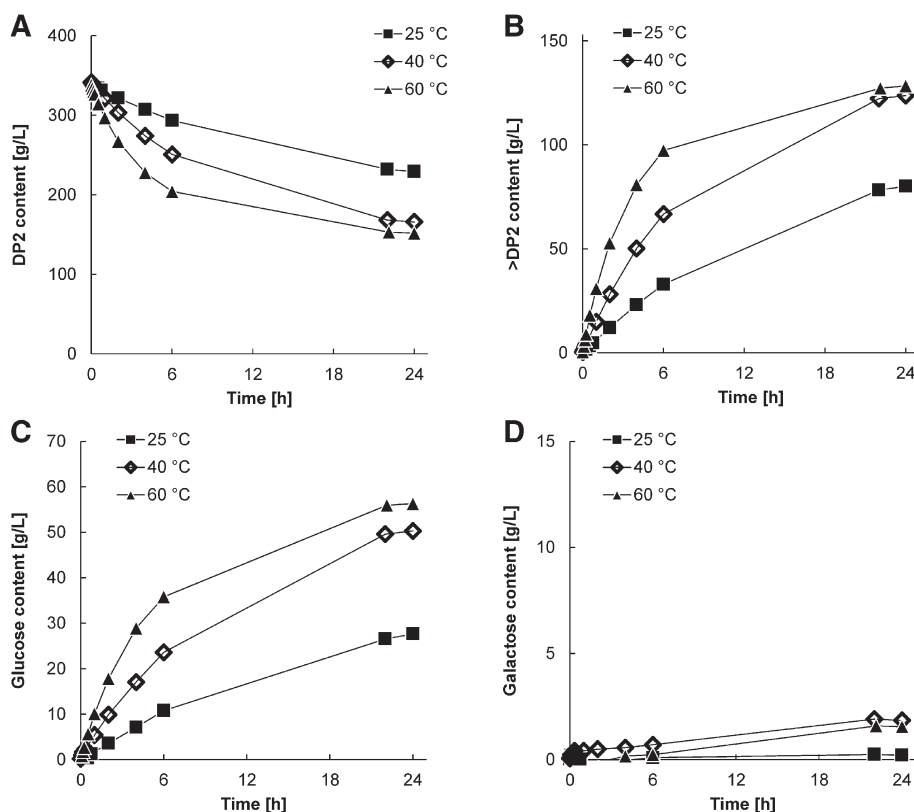 A
DP2 content [g/L]
400
300
200
100
0
0 6 12 18 24
Time [h]
25 °C
40 °C
60 °C
B
>DP2 content [g/L]
150
100
50
0
0 6 12 18 24
Time [h]
25 °C
40 °C
60 °C
C
Glucose content [g/L]
70
60
50
40
30
20
10
0
0 6 12 18 24
Time [h]
25 °C
40 °C
60 °C
D
Galactose content [g/L]
15
10
5
0
0 6 12 18 24
Time [h]
25 °C
40 °C
60 °C